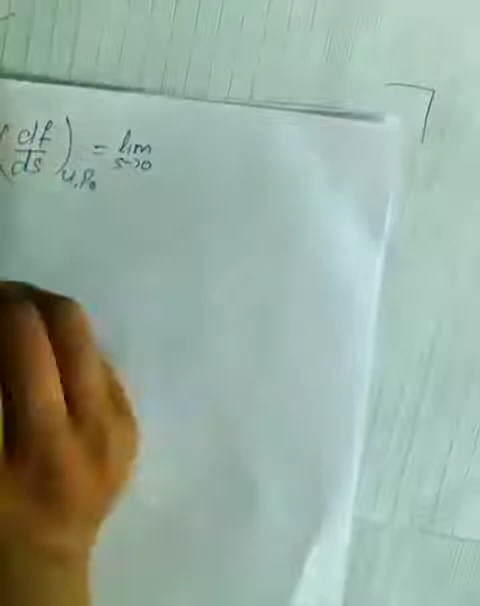 (df/ds)u,P₀ = lim s→0